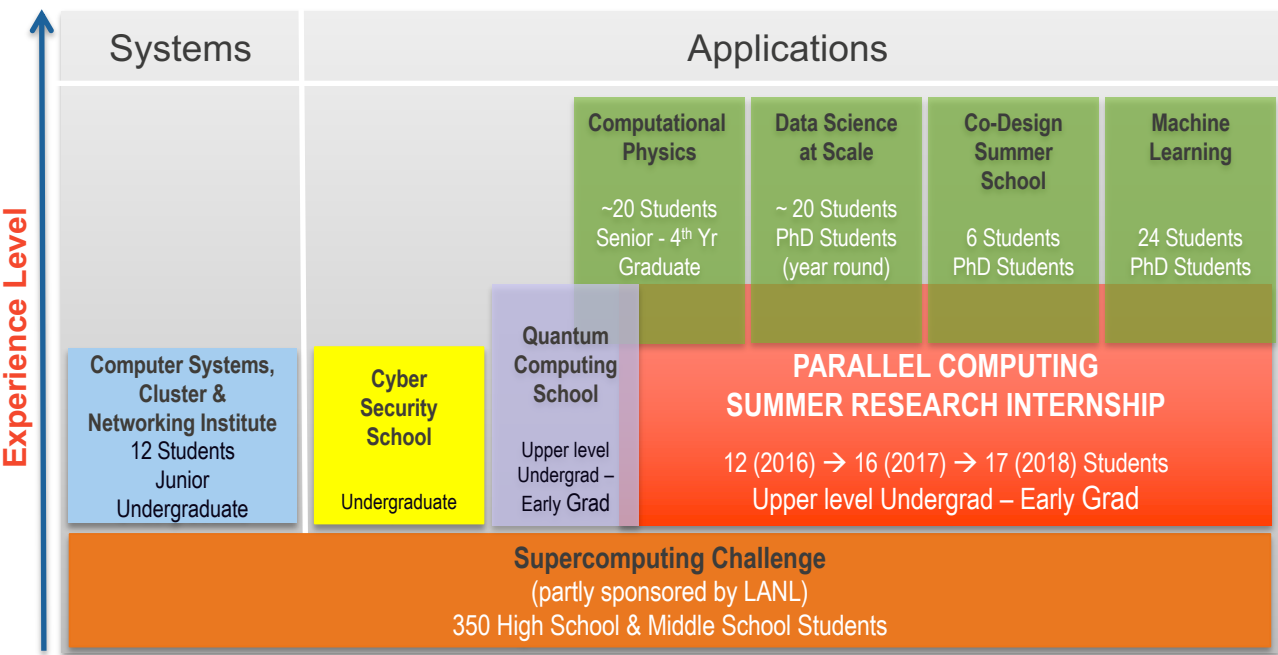 Experience Level
Systems
Applications
Computational
Physics
~20 Students
Senior - 4th Yr
Graduate
Data Science
at Scale
~ 20 Students
PhD Students
(year round)
Co-Design
Summer
School
6 Students
PhD Students
Machine
Learning
24 Students
PhD Students
Computer Systems,
Cluster &
Networking Institute
12 Students
Junior
Undergraduate
Cyber
Security
School
Undergraduate
Quantum
Computing
School
Upper level
Undergrad –
Early Grad
PARALLEL COMPUTING
SUMMER RESEARCH INTERNSHIP
12 (2016) → 16 (2017) → 17 (2018) Students
Upper level Undergrad – Early Grad
Supercomputing Challenge
(partly sponsored by LANL)
350 High School & Middle School Students